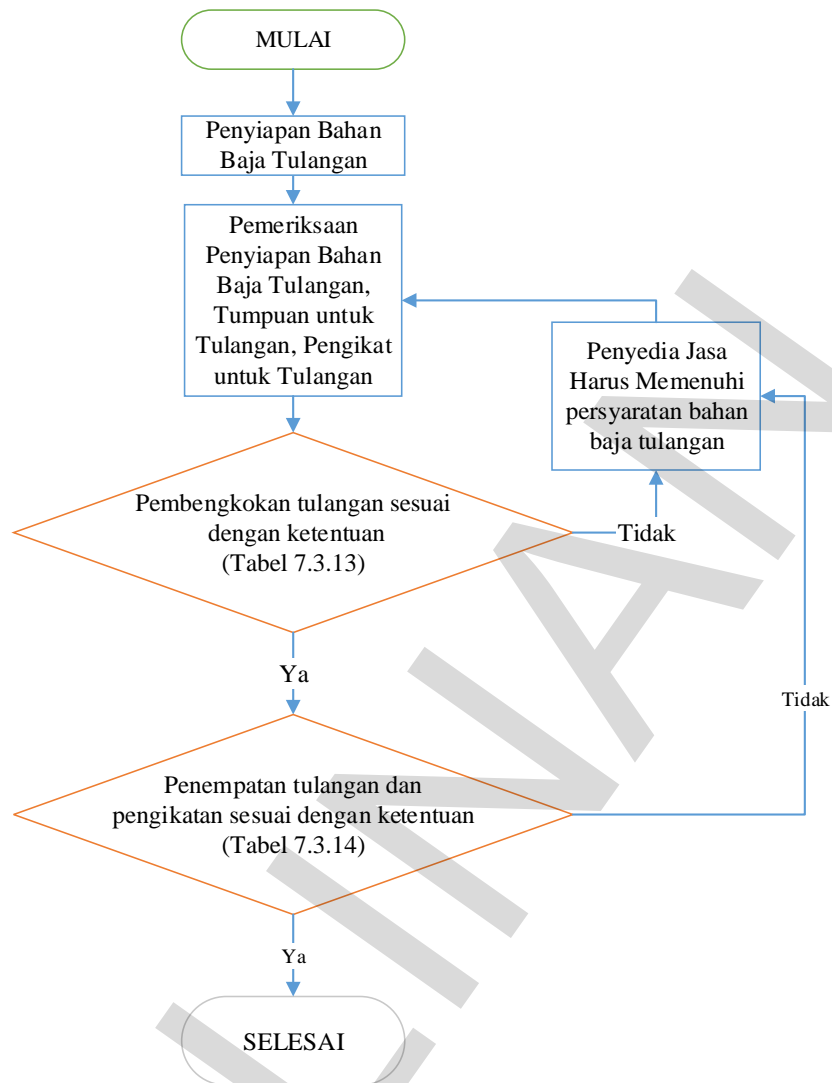 MULAI
Penyiapan Bahan
Baja Tulangan
Pemeriksaan
Penyiapan Bahan
Baja Tulangan,
Tumpuan untuk
Tulangan, Pengikat
untuk Tulangan
Penyedia Jasa
Harus Memenuhi
persyaratan bahan
baja tulangan
Pembengkokan tulangan sesuai
dengan ketentuan
(Tabel 7.3.13)
Tidak
Ya
Tidak
Penempatan tulangan dan
pengikatan sesuai dengan ketentuan
(Tabel 7.3.14)
Ya
SELESAI
LINAN